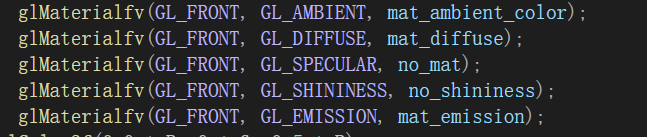 glMaterialfv(GL_FRONT, GL_AMBIENT, mat_ambient_color);
glMaterialfv(GL_FRONT, GL_DIFFUSE, mat_diffuse);
glMaterialfv(GL_FRONT, GL_SPECULAR, no_mat);
glMaterialfv(GL_FRONT, GL_SHININESS, no_shininess);
glMaterialfv(GL_FRONT, GL_EMISSION, mat_emission);